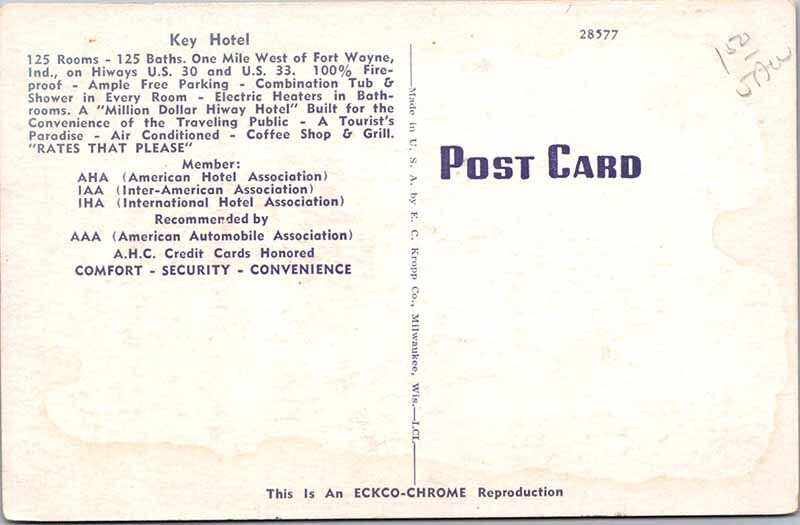 Key Hotel
125 Rooms - 125 Baths. One Mile West of Fort Wayne,
Ind., on Hiways U.S. 30 and U.S. 33. 100% Fire-
proof - Ample Free Parking - Combination Tub &
Shower in Every Room - Electric Heaters in Bath-
rooms. A "Million Dollar Hiway Hotel" Built for the
Convenience of the Traveling Public - A Tourist's
Paradise - Air Conditioned - Coffee Shop & Grill.
"RATES THAT PLEASE"
Member:
AHA (American Hotel Association)
IAA (Inter-American Association)
IHA (International Hotel Association)
Recommended by
AAA (American Automobile Association)
A.H.C. Credit Cards Honored
COMFORT - SECURITY - CONVENIENCE
Made in U. S. A. by E. C. Kropp Co., Milwaukee, Wis.—LCL
28577
150
POST CARD
This Is An ECKCO-CHROME Reproduction